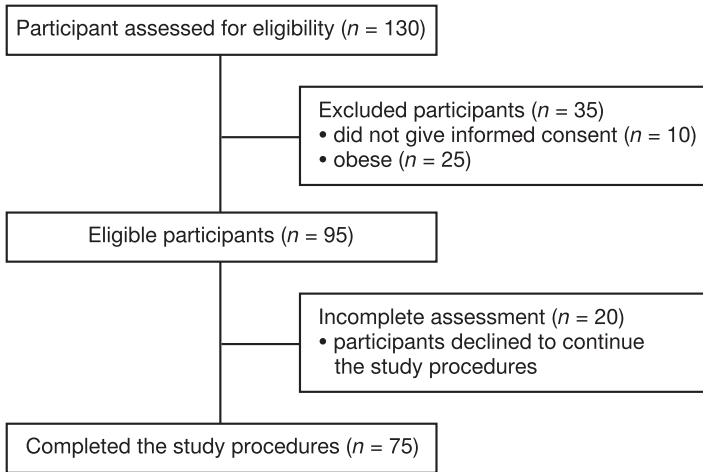 Participant assessed for eligibility (n = 130)
Excluded participants (n = 35)
• did not give informed consent (n = 10)
• obese (n = 25)
Eligible participants (n = 95)
Incomplete assessment (n = 20)
• participants declined to continue
the study procedures
Completed the study procedures (n = 75)